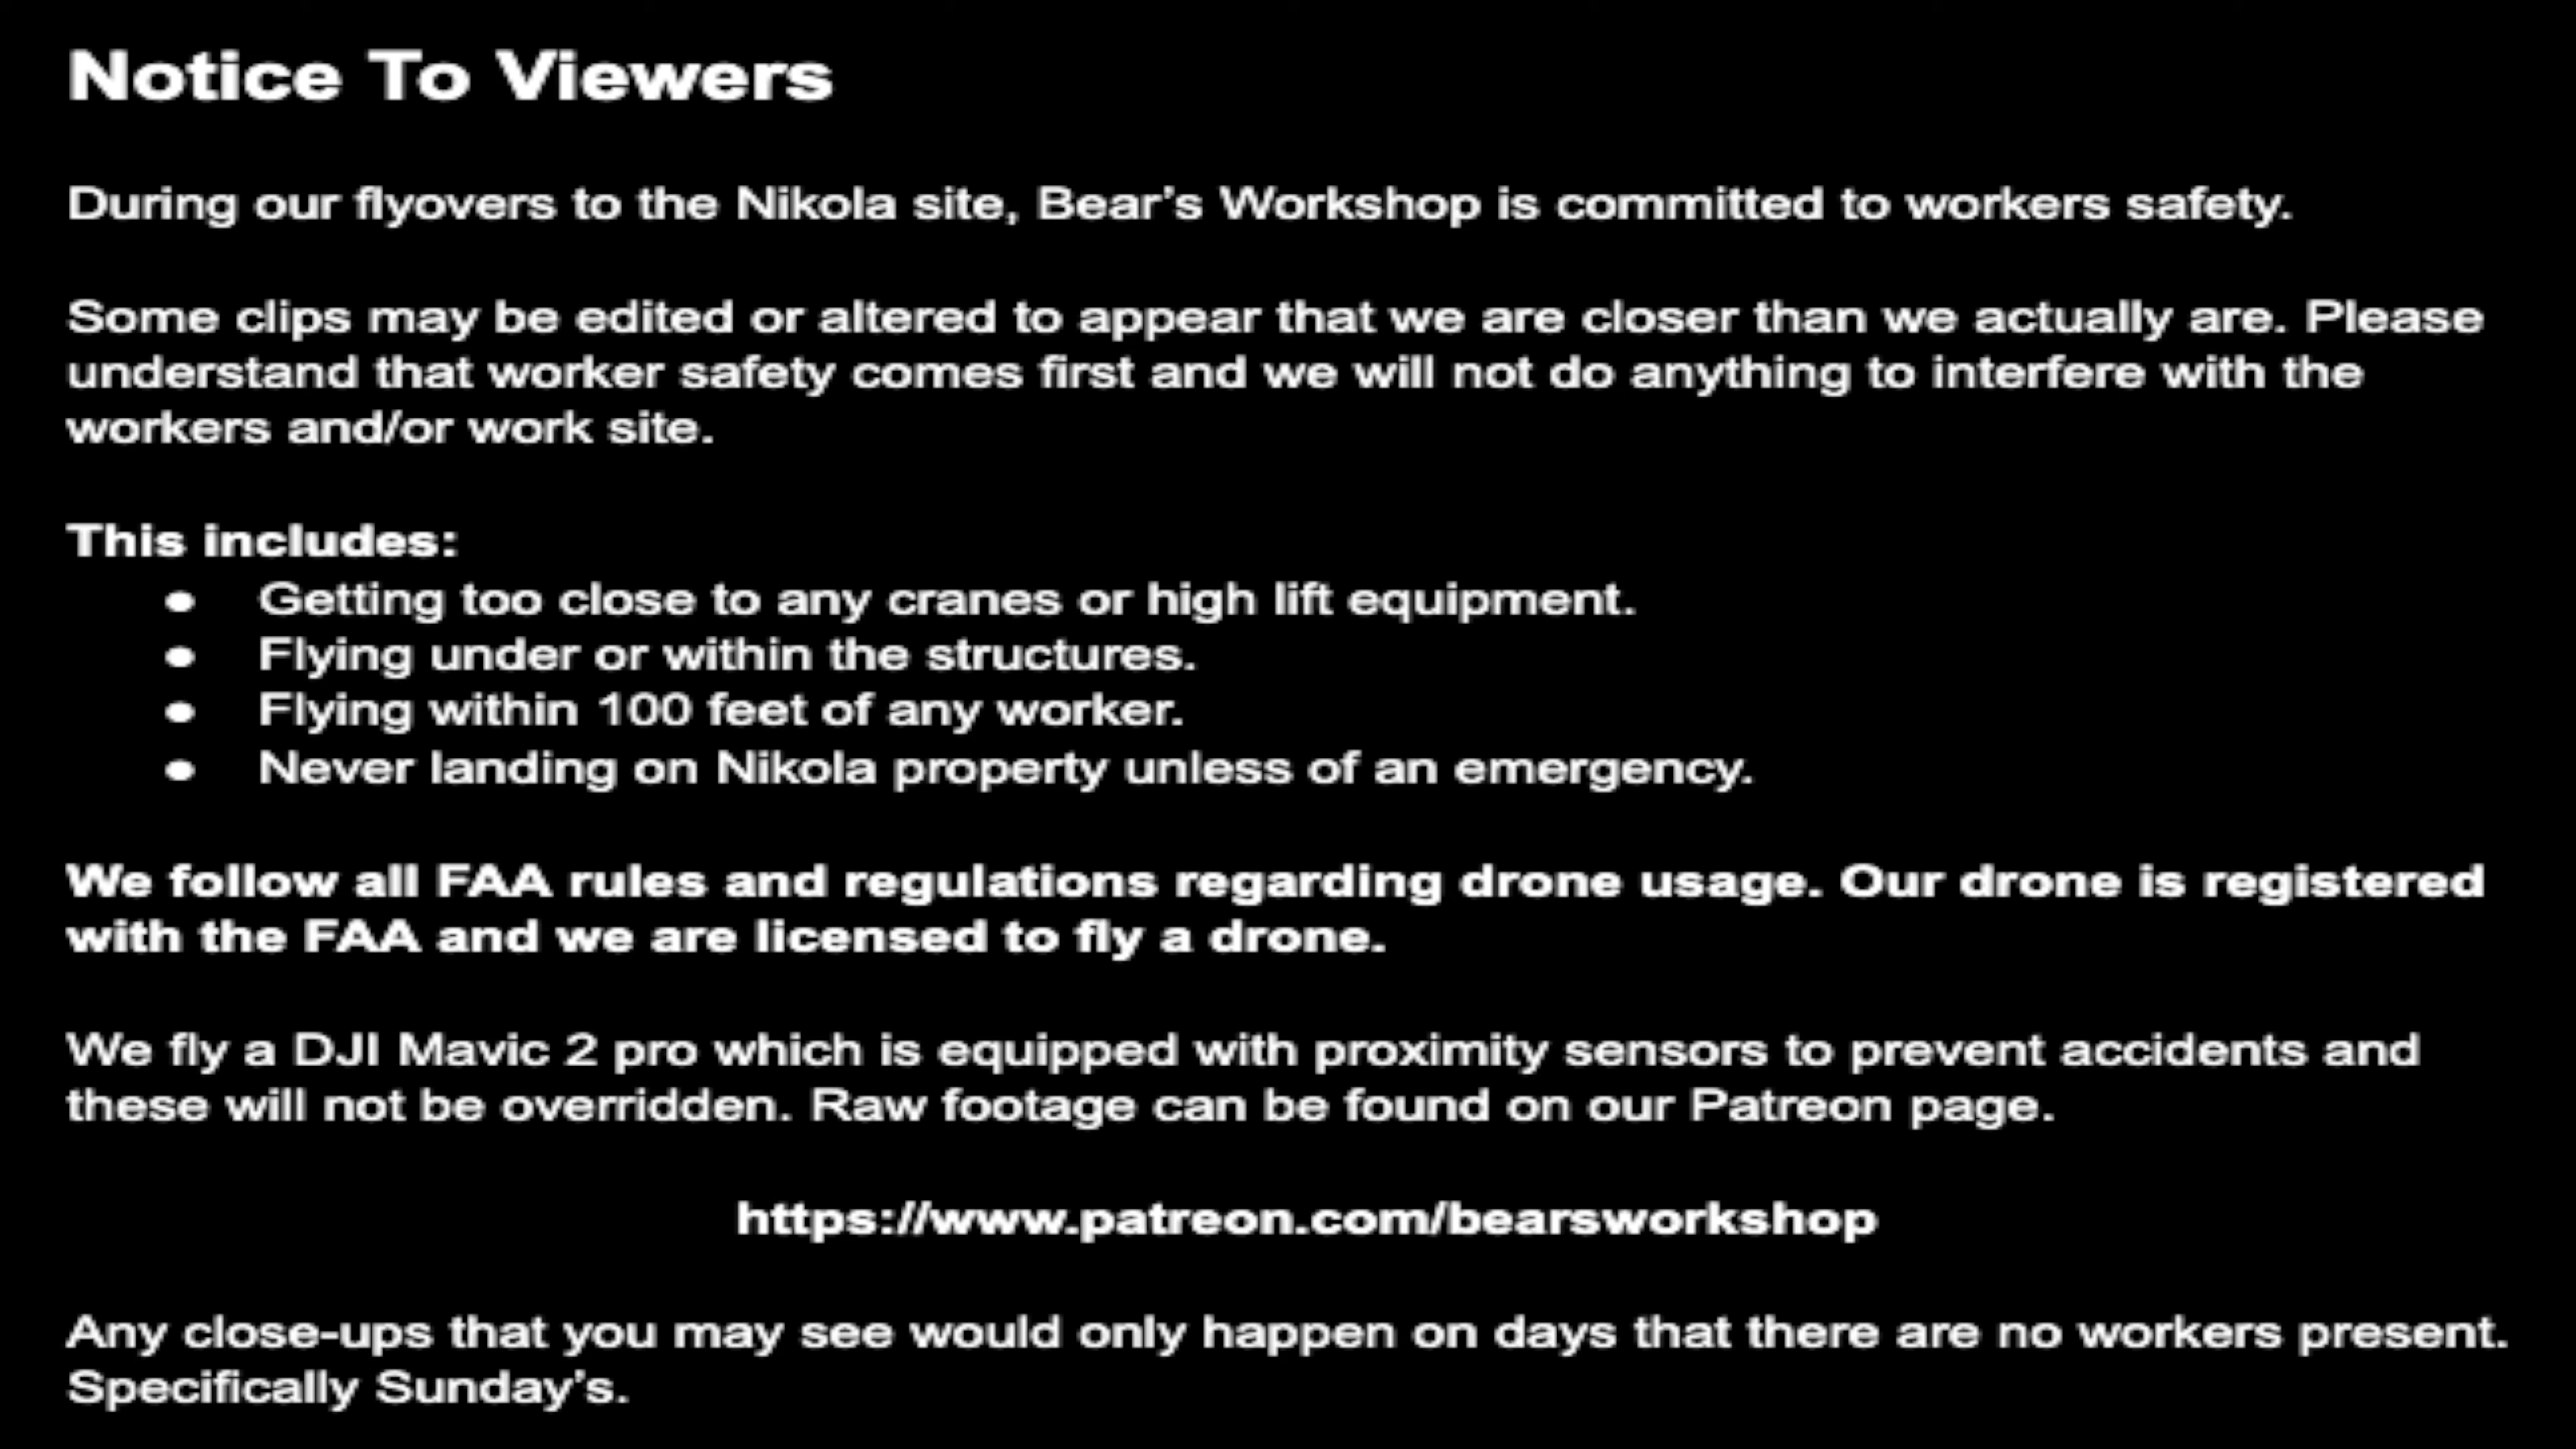 Notice To Viewers
During our flyovers to the Nikola site, Bear's Workshop is committed to workers safety.
Some clips may be edited or altered to appear that we are closer than we actually are. Please
understand that worker safety comes first and we will not do anything to interfere with the
workers and/or work site.
This includes:
● Getting too close to any cranes or high lift equipment.
● Flying under or within the structures.
● Flying within 100 feet of any worker.
● Never landing on Nikola property unless of an emergency.
We follow all FAA rules and regulations regarding drone usage. Our drone is registered
with the FAA and we are licensed to fly a drone.
We fly a DJI Mavic 2 pro which is equipped with proximity sensors to prevent accidents and
these will not be overridden. Raw footage can be found on our Patreon page.
https://www.patreon.com/bearsworkshop
Any close-ups that you may see would only happen on days that there are no workers present.
Specifically Sunday's.